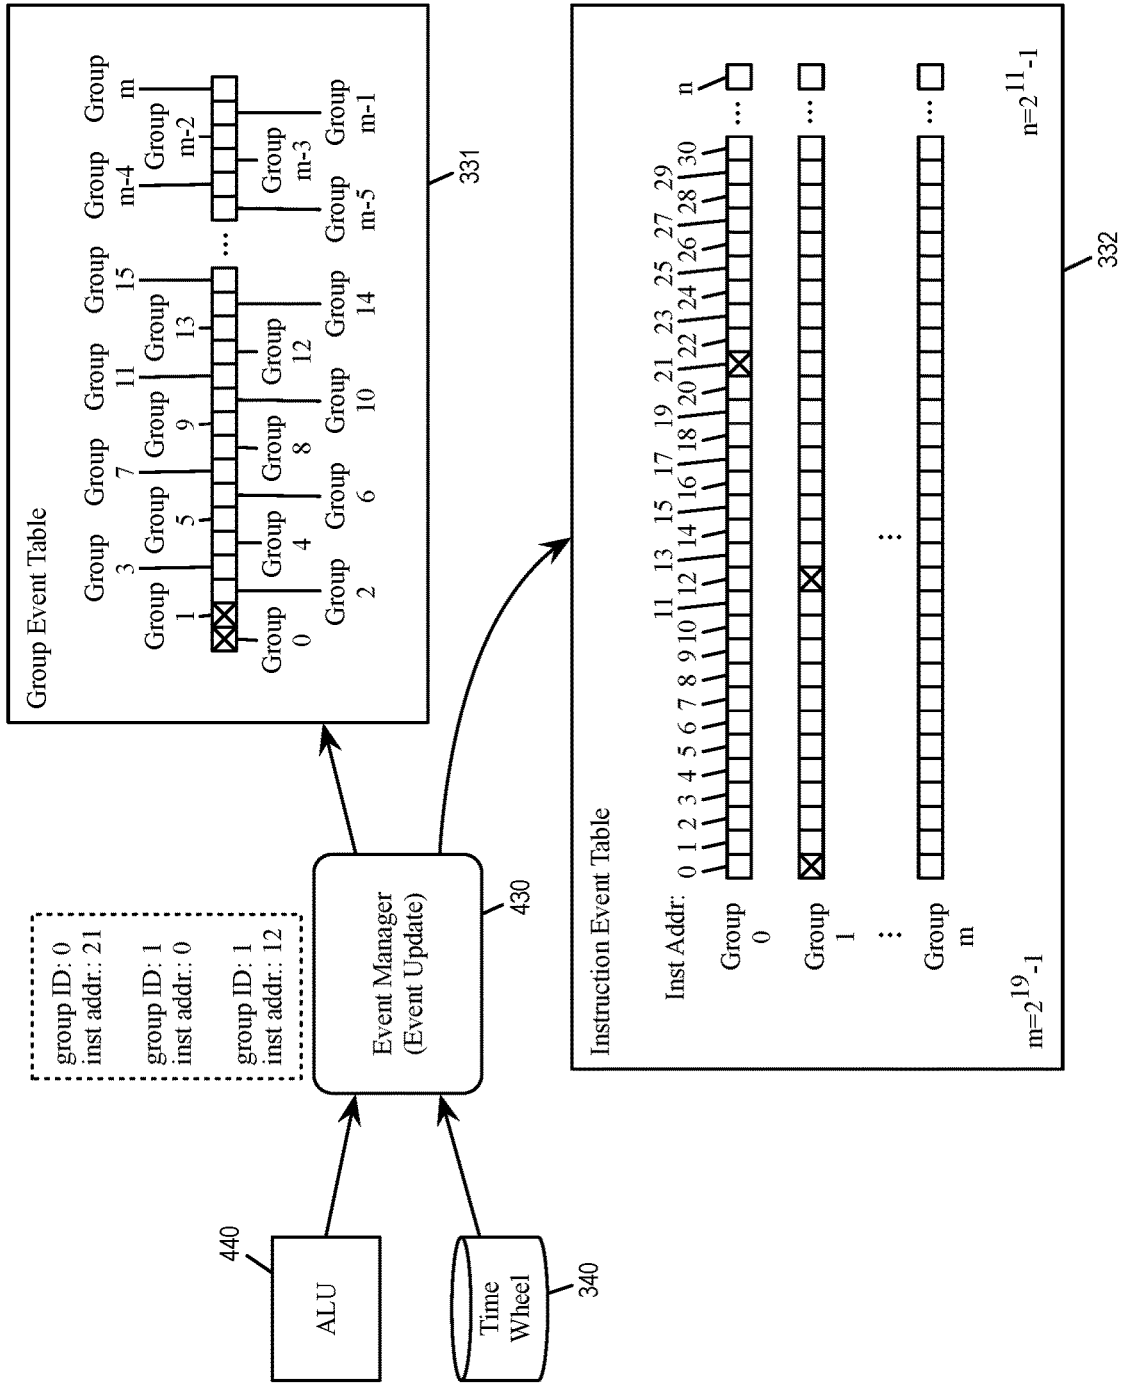 ALU
440
Time
Wheel
340
group ID: 0
inst addr.: 21
group ID: 1
inst addr.: 0
group ID: 1
inst addr.: 12
Event Manager
(Event Update)
430
Group Event Table
Group
3
Group
7
Group
11
Group
15
Group
m-4
Group
m
Group
1
Group
5
Group
9
Group
13
Group
m-2
...
Group
0
Group
4
Group
8
Group
12
Group
m-3
Group
2
Group
6
Group
10
Group
14
Group
m-5
Group
m-1
331
Instruction Event Table
Inst Addr: 0 1 2 3 4 5 6 7 8 9 10 11 12 13 14 15 16 17 18 19 20 21 22 23 24 25 26 27 28 29 30 n
Group
0
...
Group
1
...
...
...
Group
m
...
m=2^19-1
n=2^11-1
332